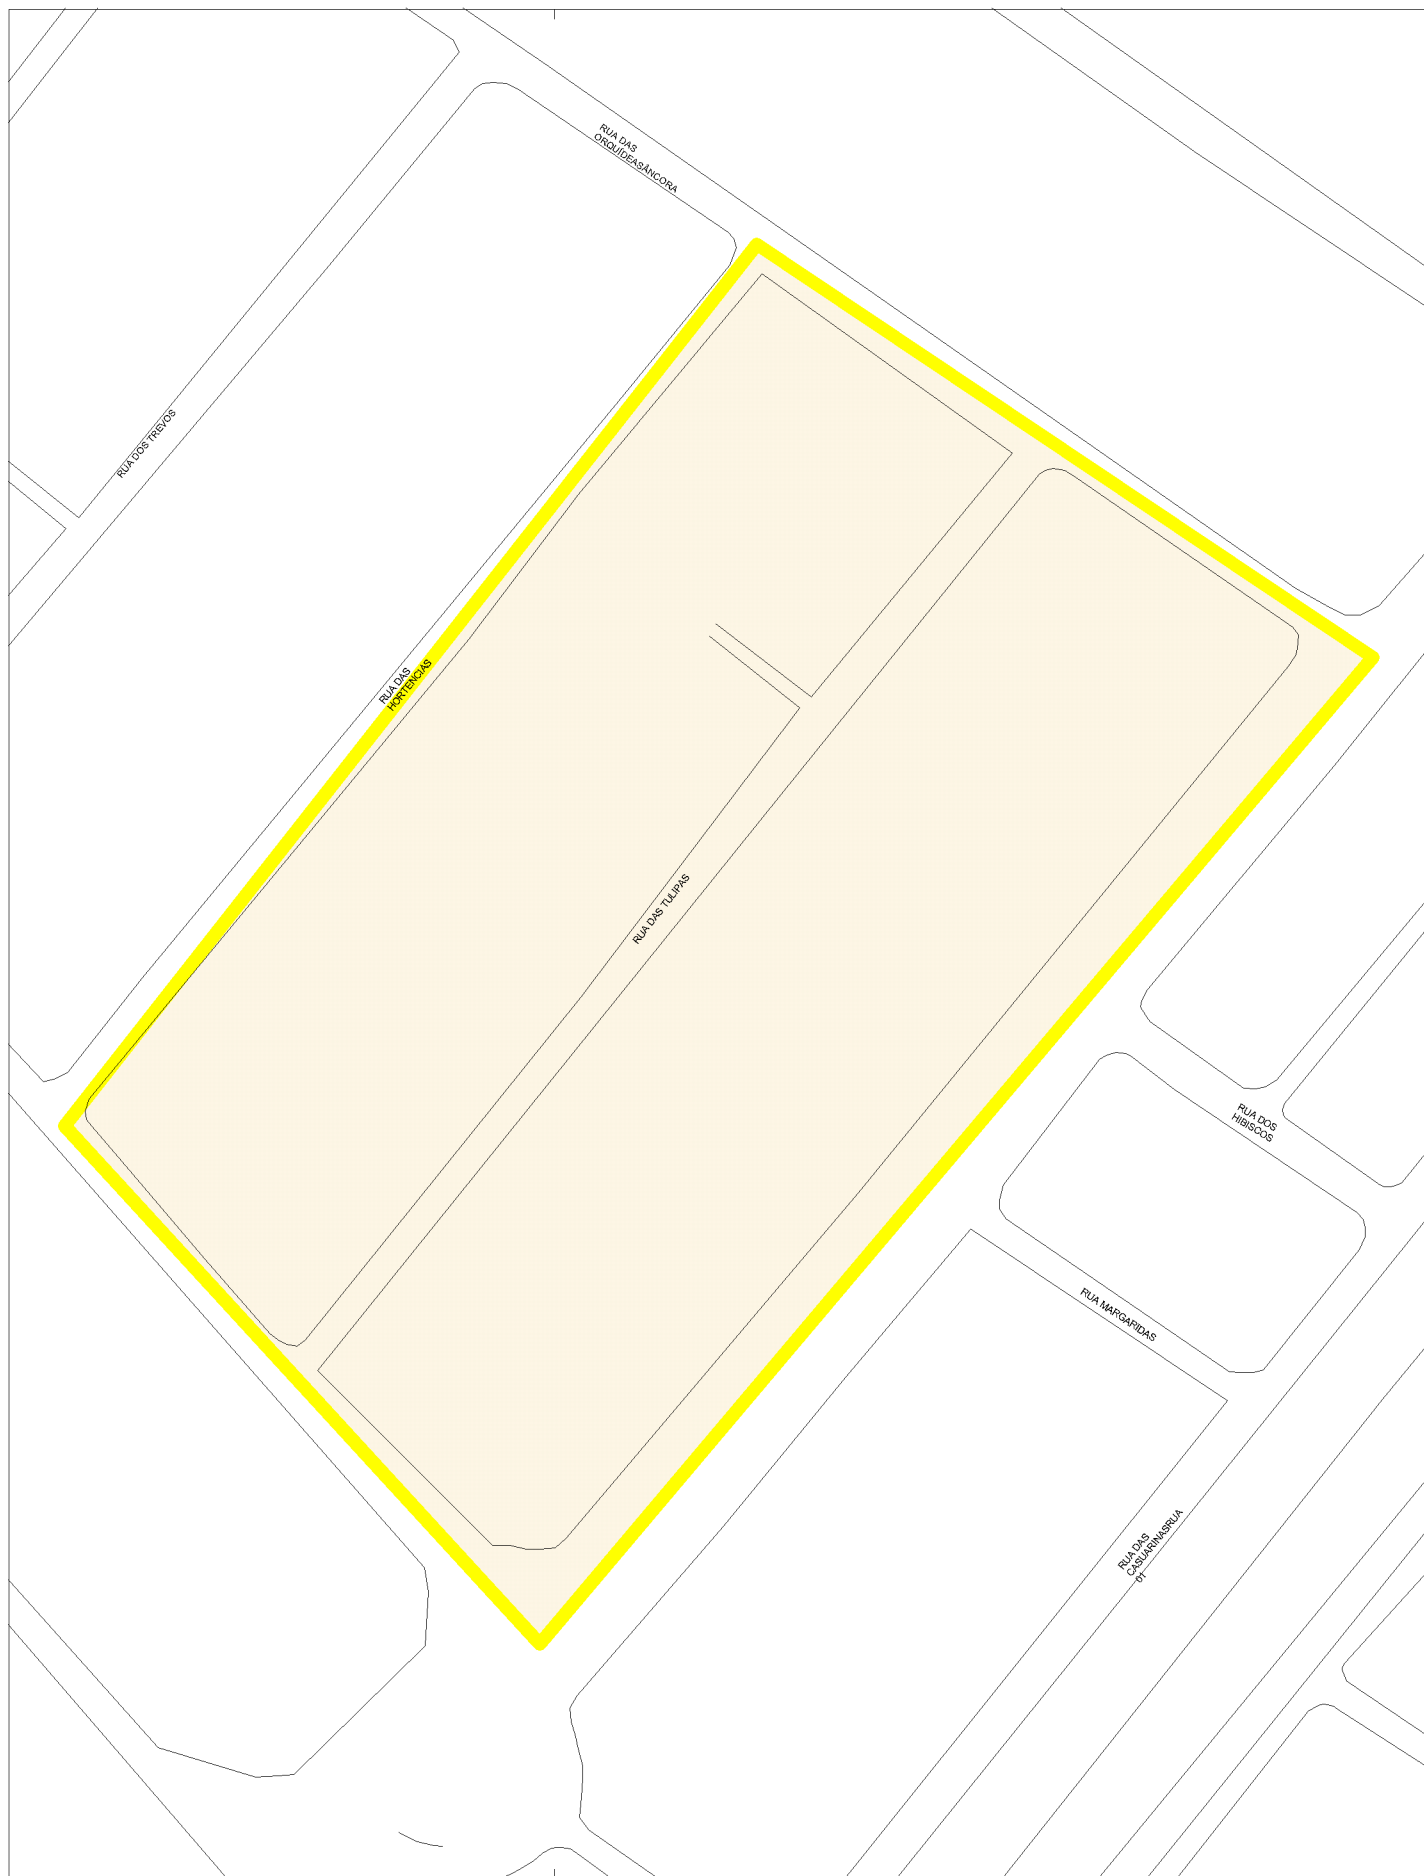 RUA DAS
ORQUÍDEASÂNCORA
RUA DOS TREVOS
RUA DAS
HORTENCIAS
RUA DAS TULIPAS
RUA DOS
HIBISCOS
RUA MARGARIDAS
RUA DAS
CASUARINASRUA
01